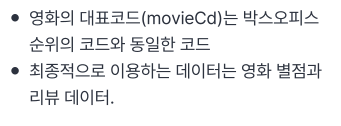 • 영화의 대표코드(movieCd)는 박스오피스
순위의 코드와 동일한 코드
• 최종적으로 이용하는 데이터는 영화 별점과
리뷰 데이터.